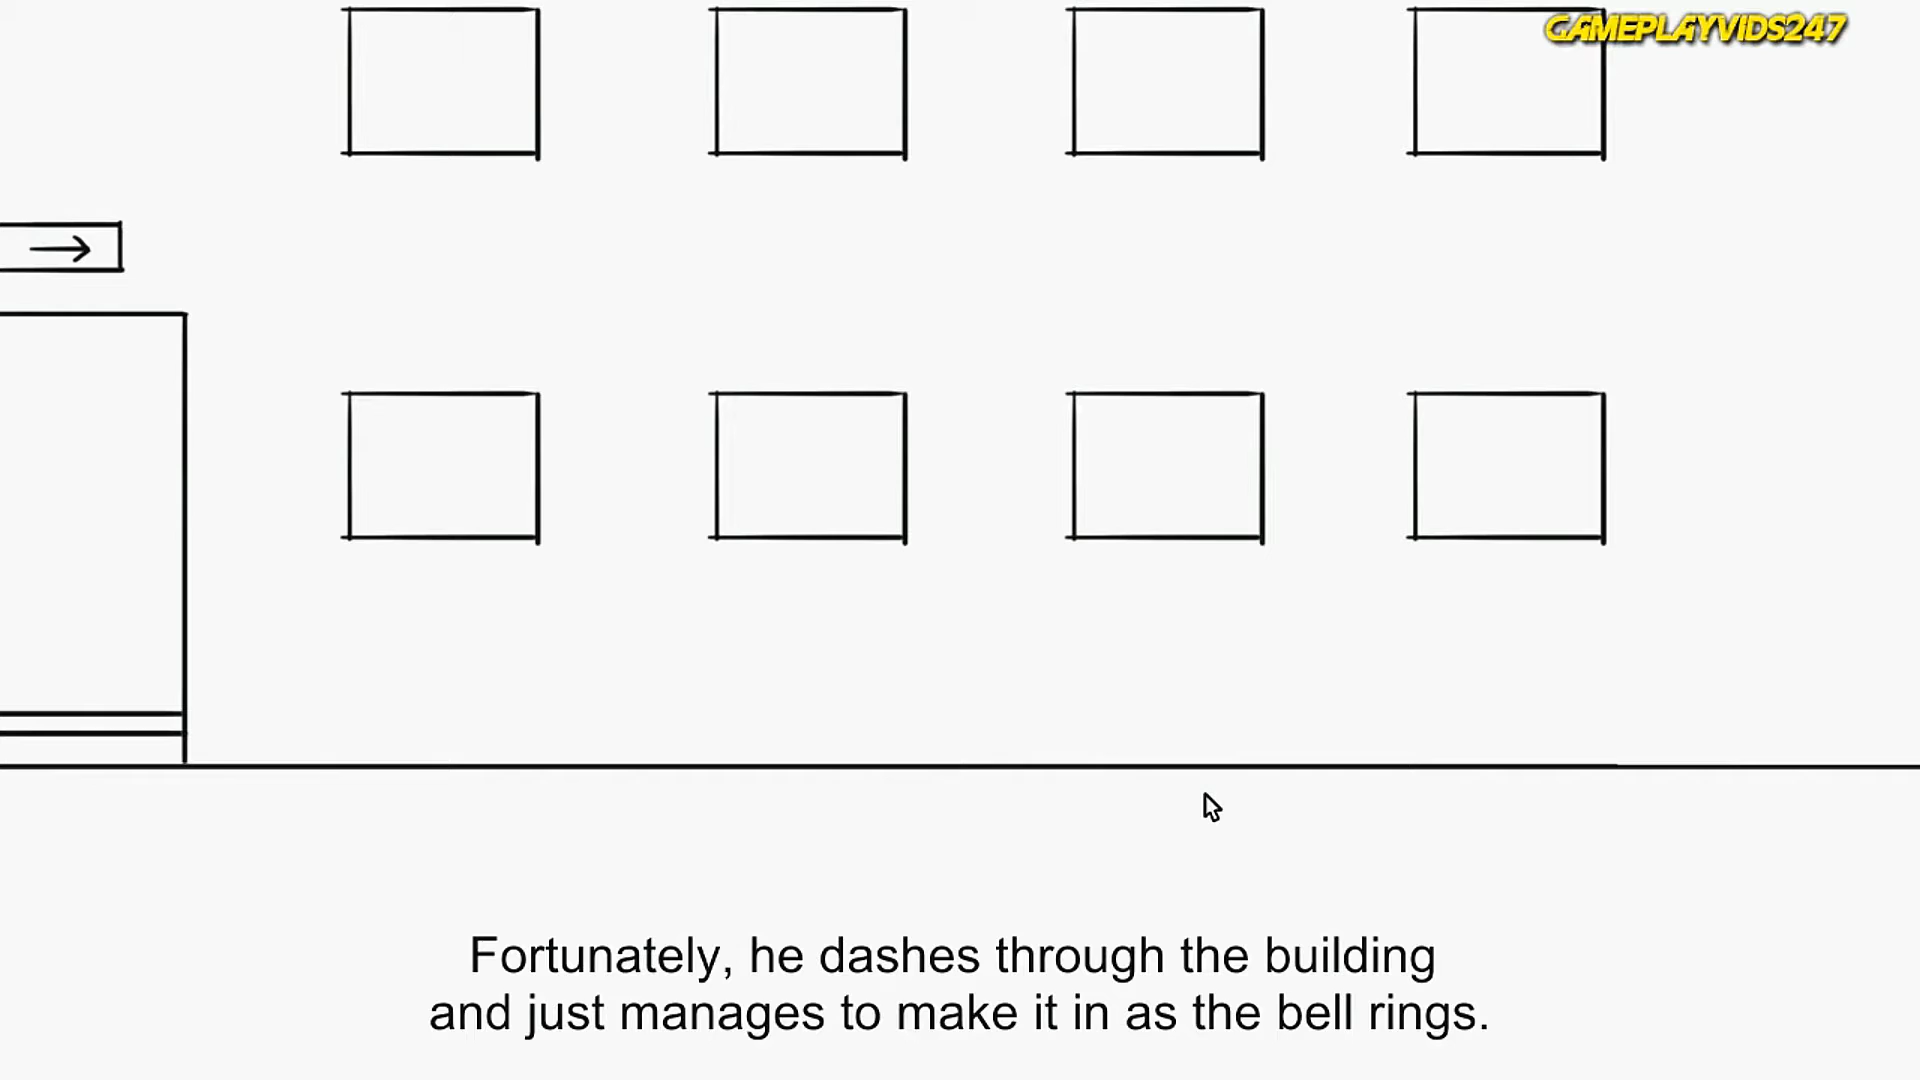 GAMEPLAYVIDS247
Fortunately, he dashes through the building
and just manages to make it in as the bell rings.